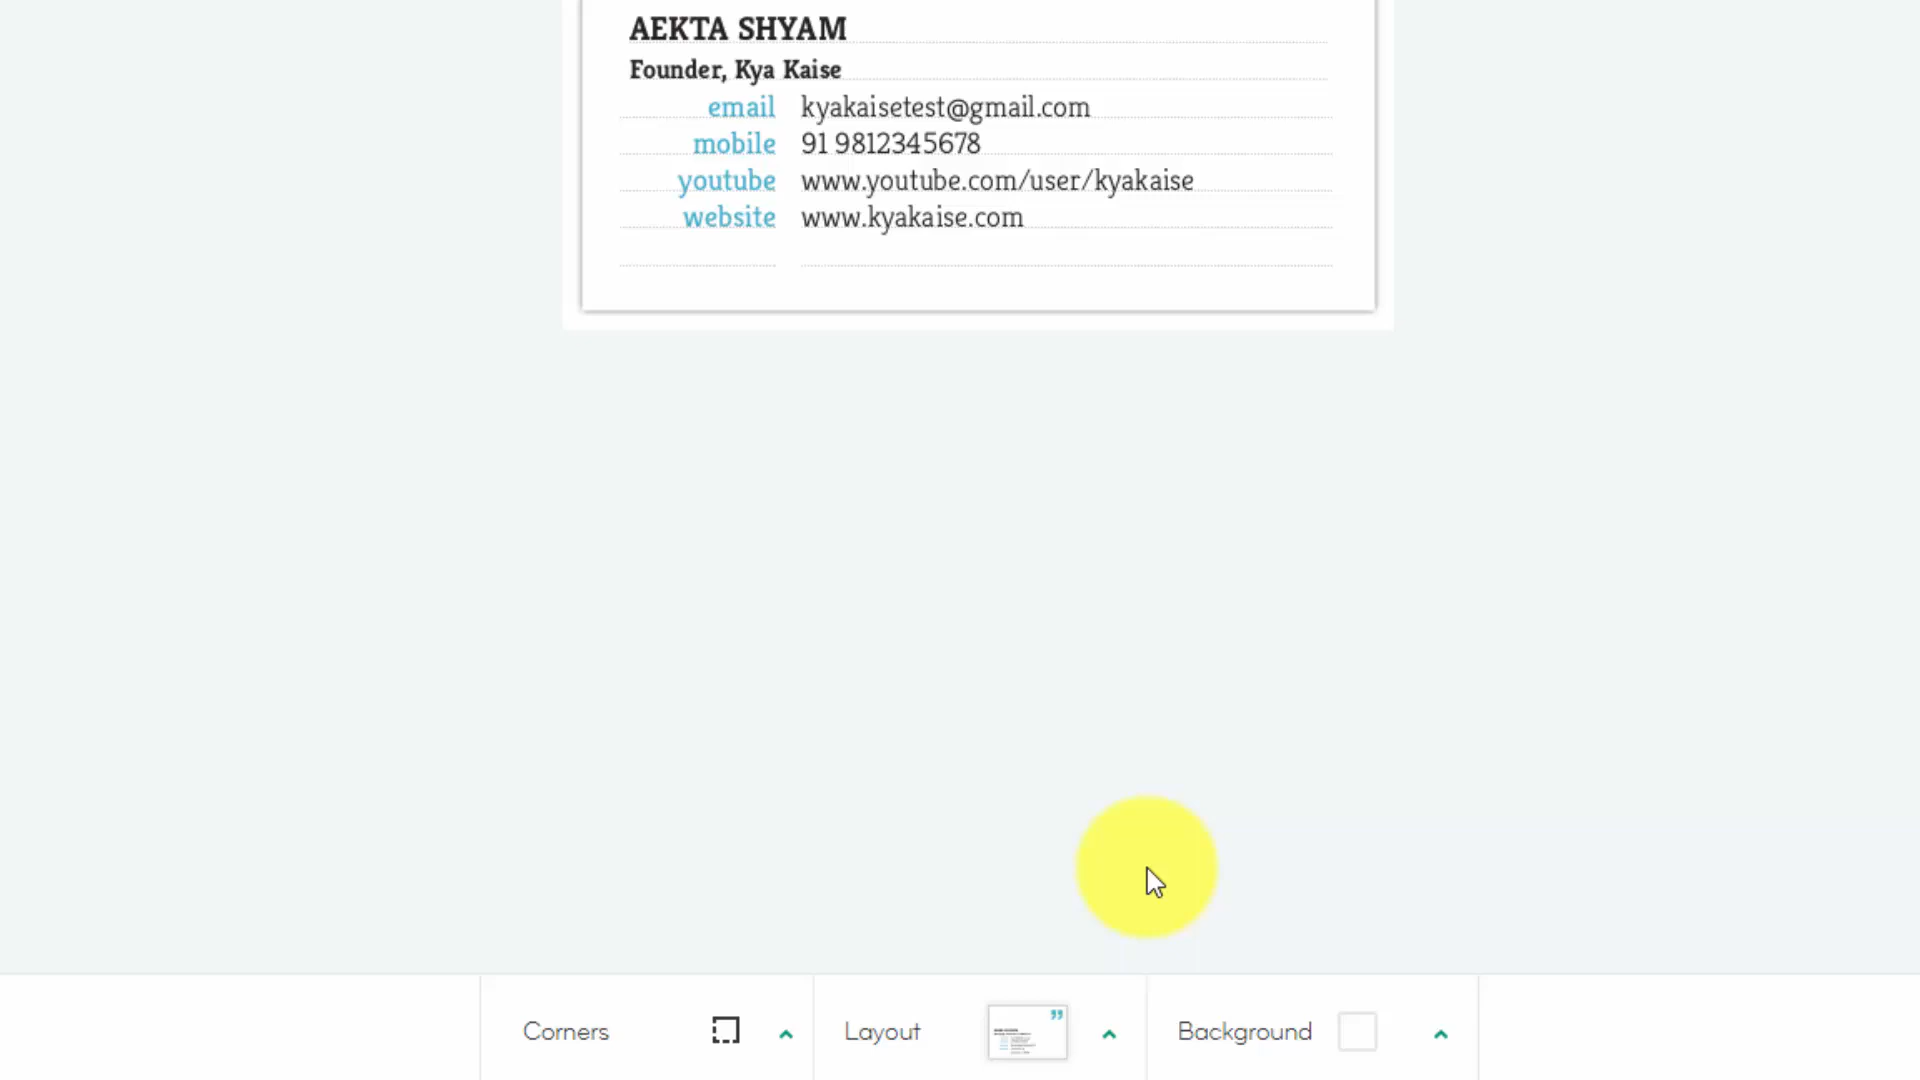 AEKTA SHYAM
Founder, Kya Kaise
email kyakaisetest@gmail.com
mobile 91 9812345678
youtube www.youtube.com/user/kyakaise
website www.kyakaise.com
Corners Layout Background